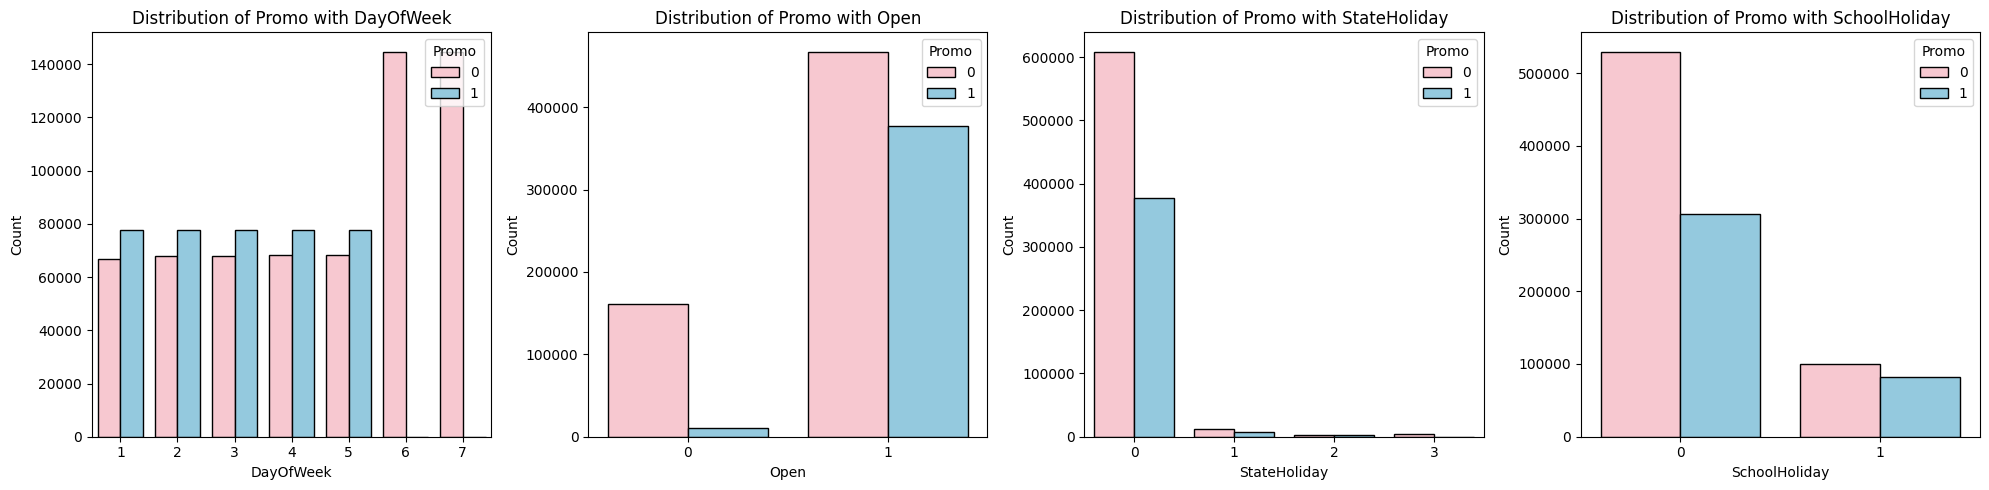 Distribution of Promo with DayOfWeek
Count
140000
120000
100000
80000
60000
40000
20000
0
Promo
0
1
1 2 3 4 5 6 7
DayOfWeek
Distribution of Promo with Open
Count
400000
300000
200000
100000
0
Promo
0
1
0 1
Open
Distribution of Promo with StateHoliday
Count
600000
500000
400000
300000
200000
100000
0
Promo
0
1
0 1 2 3
StateHoliday
Distribution of Promo with SchoolHoliday
Count
500000
400000
300000
200000
100000
0
Promo
0
1
0 1
SchoolHoliday